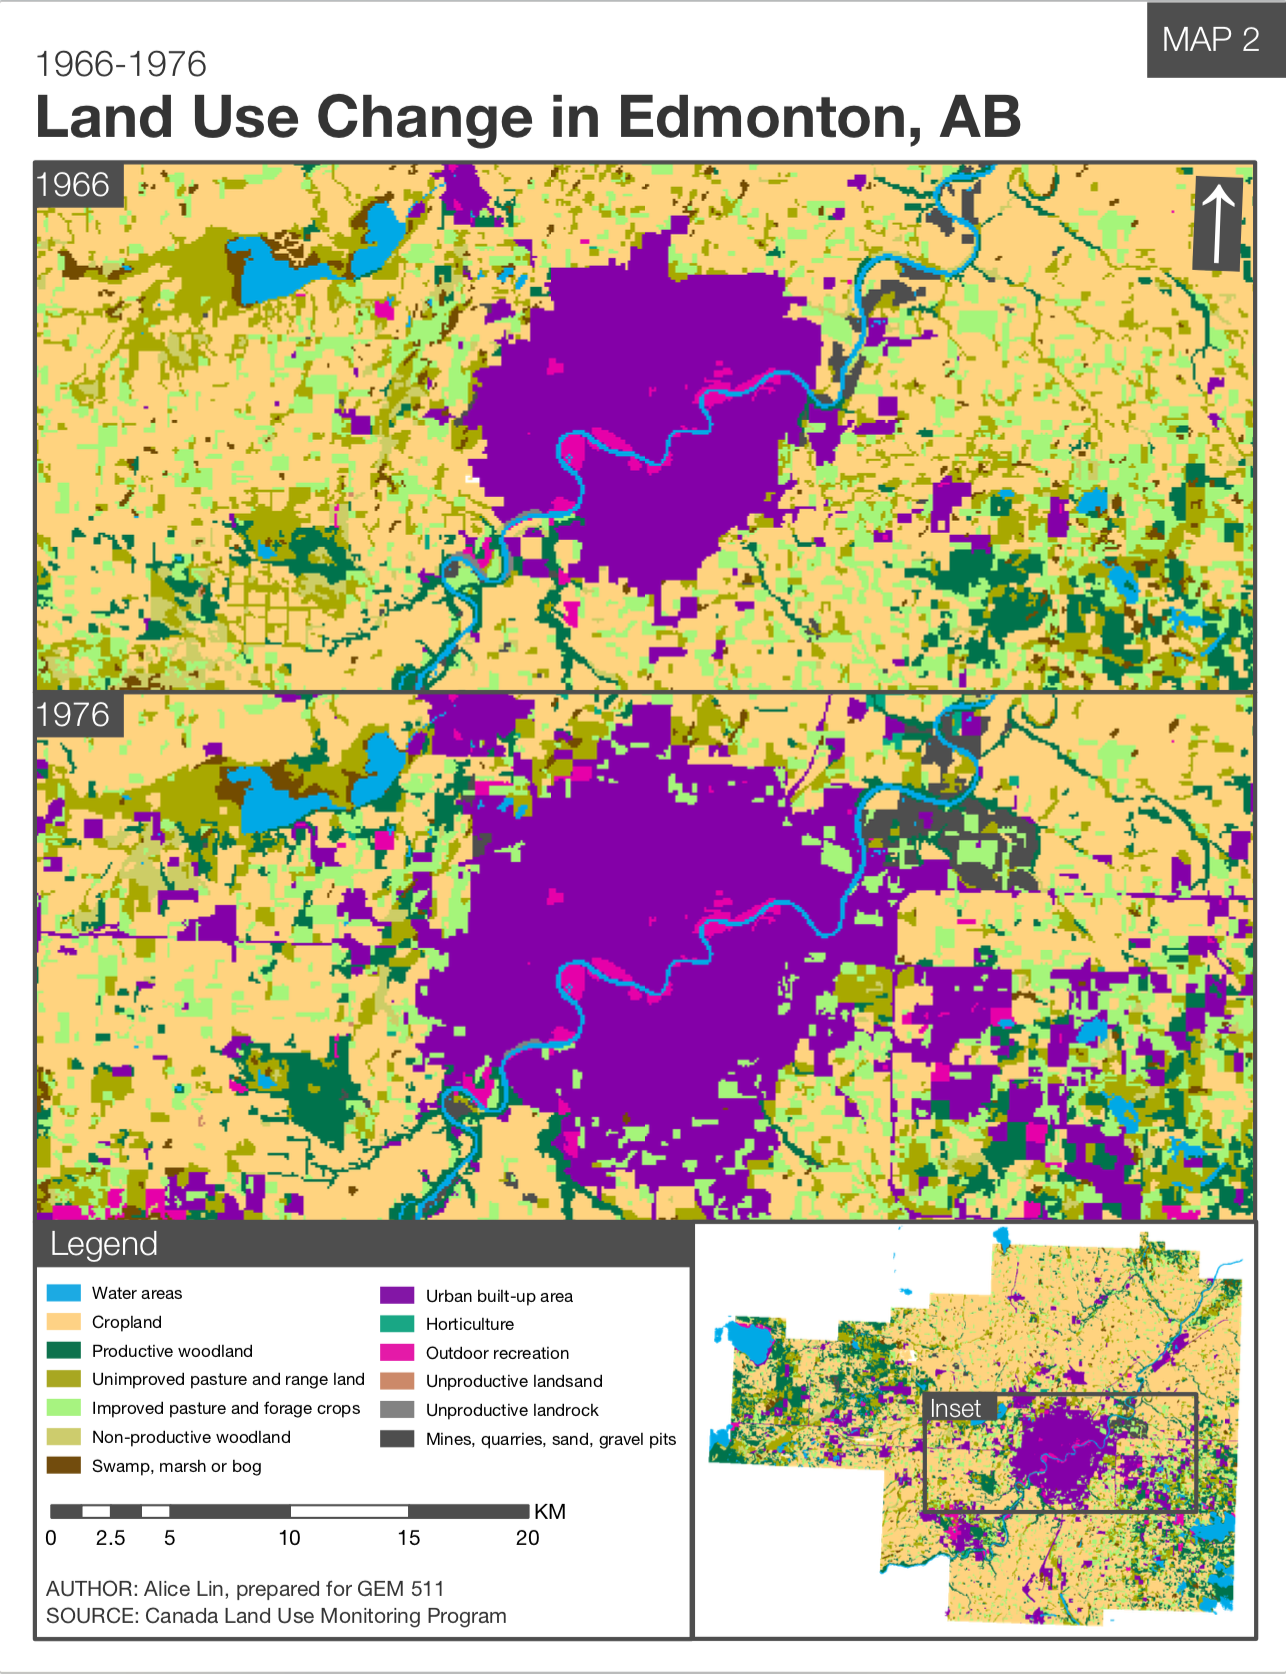 MAP 2
1966-1976
Land Use Change in Edmonton, AB
1966
1976
Legend
Water areas
Cropland
Productive woodland
Unimproved pasture and range land
Improved pasture and forage crops
Non-productive woodland
Swamp, marsh or bog
Urban built-up area
Horticulture
Outdoor recreation
Unproductive landsand
Unproductive landrock
Mines, quarries, sand, gravel pits
KM
0 2.5 5 10 15 20
AUTHOR: Alice Lin, prepared for GEM 511
SOURCE: Canada Land Use Monitoring Program
Inset